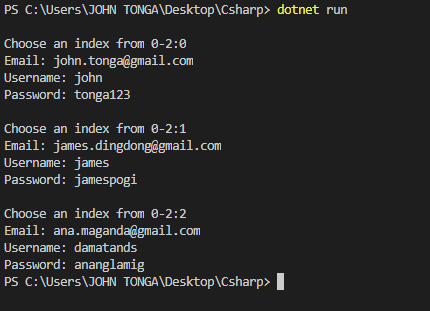 PS C:\Users\JOHN TONGA\Desktop\Csharp> dotnet run
Choose an index from 0-2:0
Email: john.tonga@gmail.com
Username: john
Password: tonga123
Choose an index from 0-2:1
Email: james.dingdong@gmail.com
Username: james
Password: jamespogi
Choose an index from 0-2:2
Email: ana.maganda@gmail.com
Username: damatands
Password: ananglamig
PS C:\Users\JOHN TONGA\Desktop\Csharp>